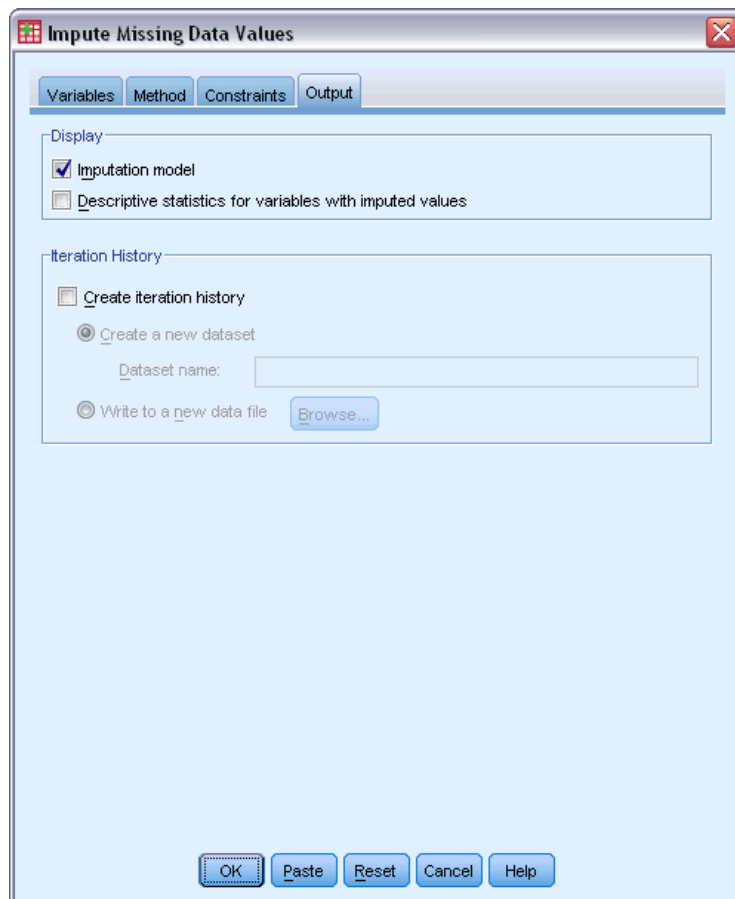 Impute Missing Data Values
Variables Method Constraints Output
Display
Imputation model
Descriptive statistics for variables with imputed values
Iteration History
Create iteration history
Create a new dataset
Dataset name:
Write to a new data file Browse...
OK Paste Reset Cancel Help